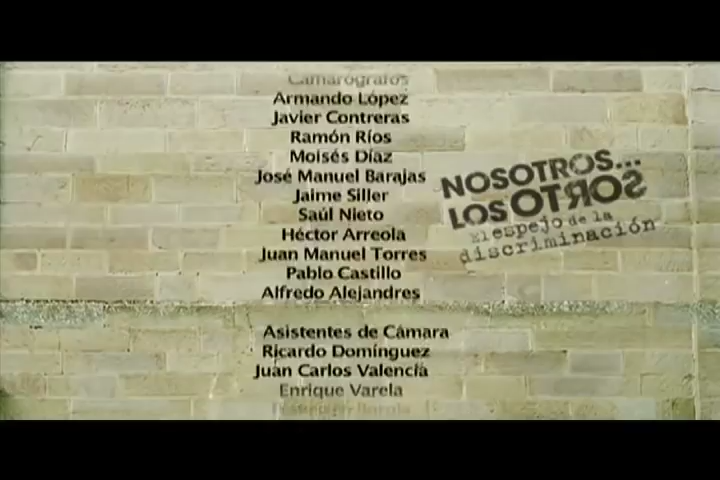 Camarógrafos
Armando López
Javier Contreras
Ramón Ríos
Moisés Díaz
José Manuel Barajas
Jaime Siller
Saúl Nieto
Héctor Arreola
Juan Manuel Torres
Pablo Castillo
Alfredo Alejandres
Asistentes de Cámara
Ricardo Domínguez
Juan Carlos Valencia
Enrique Varela
NOSOTROS...
LOS OTROS
El espejo de la
discriminación